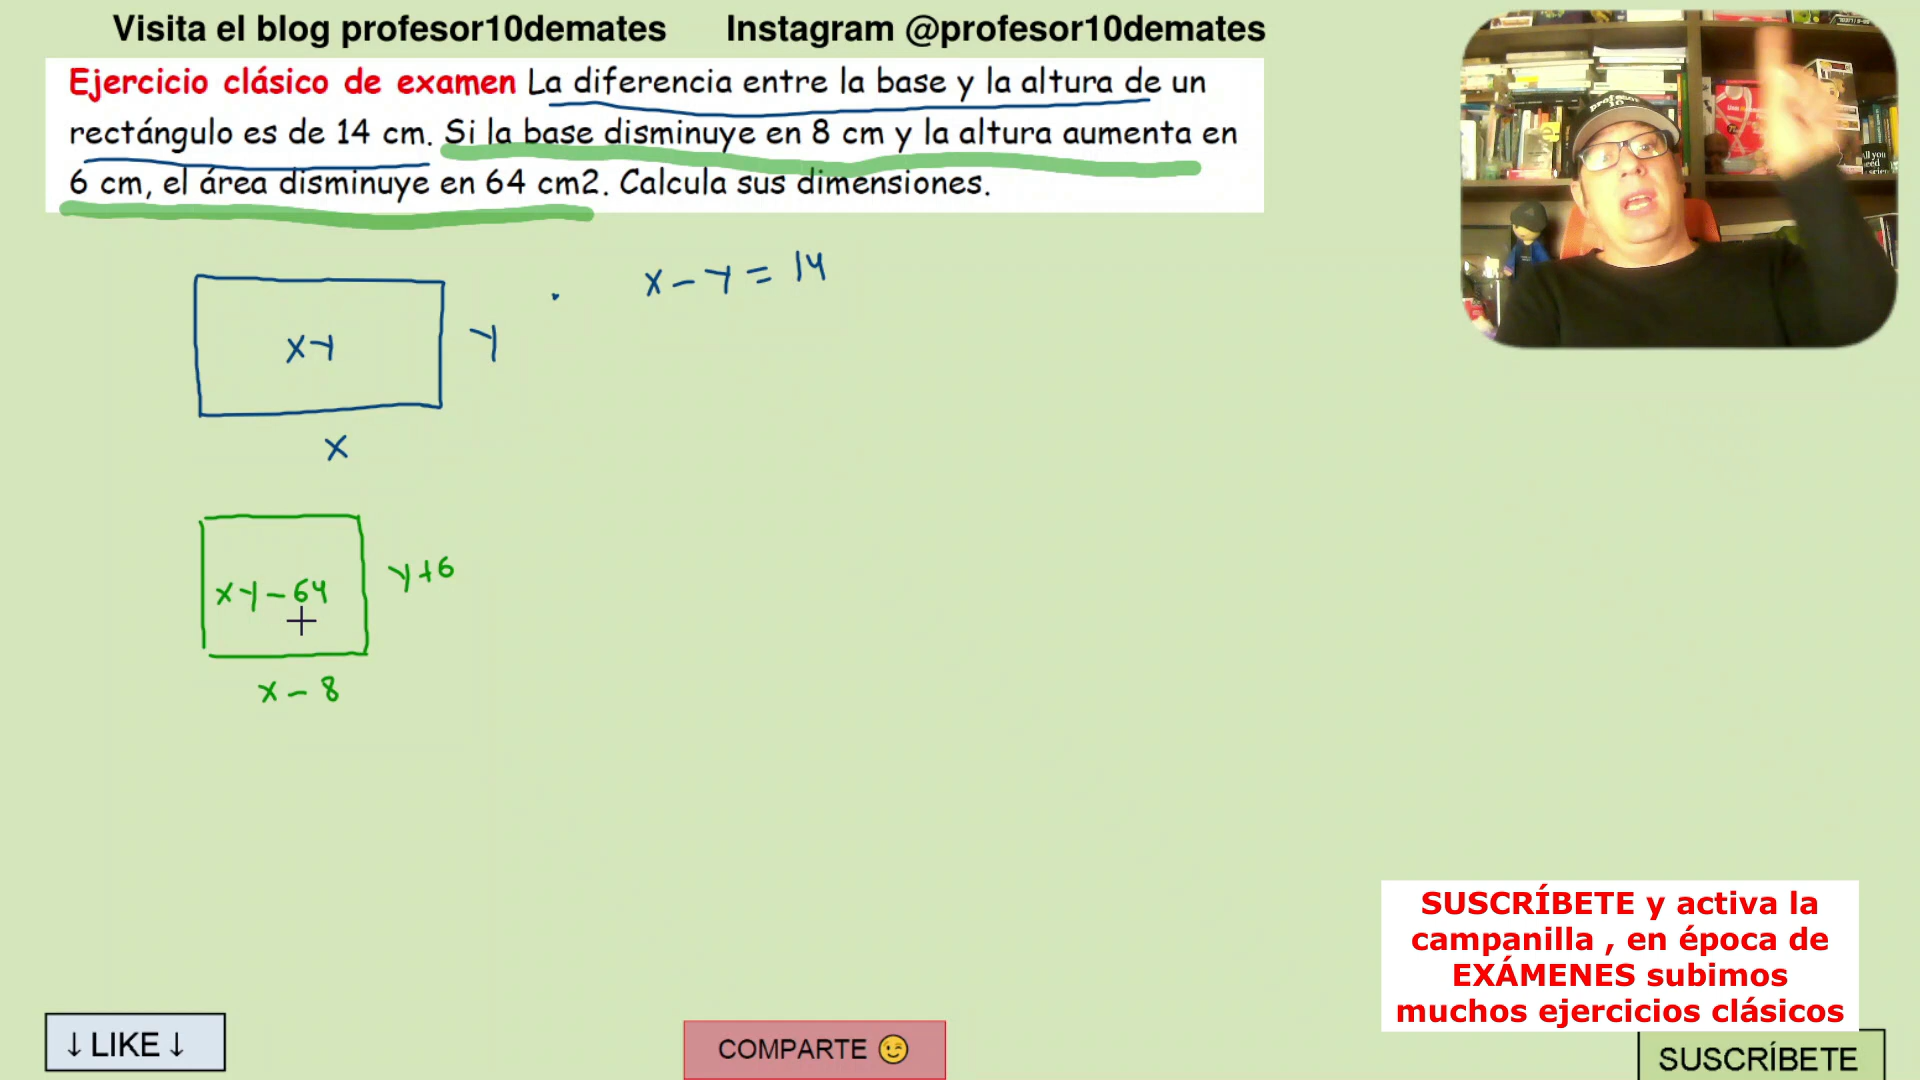 Visita el blog profesor10demates Instagram @profesor10demates
Ejercicio clásico de examen La diferencia entre la base y la altura de un
rectángulo es de 14 cm. Si la base disminuye en 8 cm y la altura aumenta en
6 cm, el área disminuye en 64 cm2. Calcula sus dimensiones.
x - y = 14
xy
y
x
xy - 64
y+6
x - 8
SUSCRÍBETE y activa la
campanilla , en época de
EXÁMENES subimos
muchos ejercicios clásicos
↓ LIKE ↓
COMPARTE 😉
SUSCRÍBETE